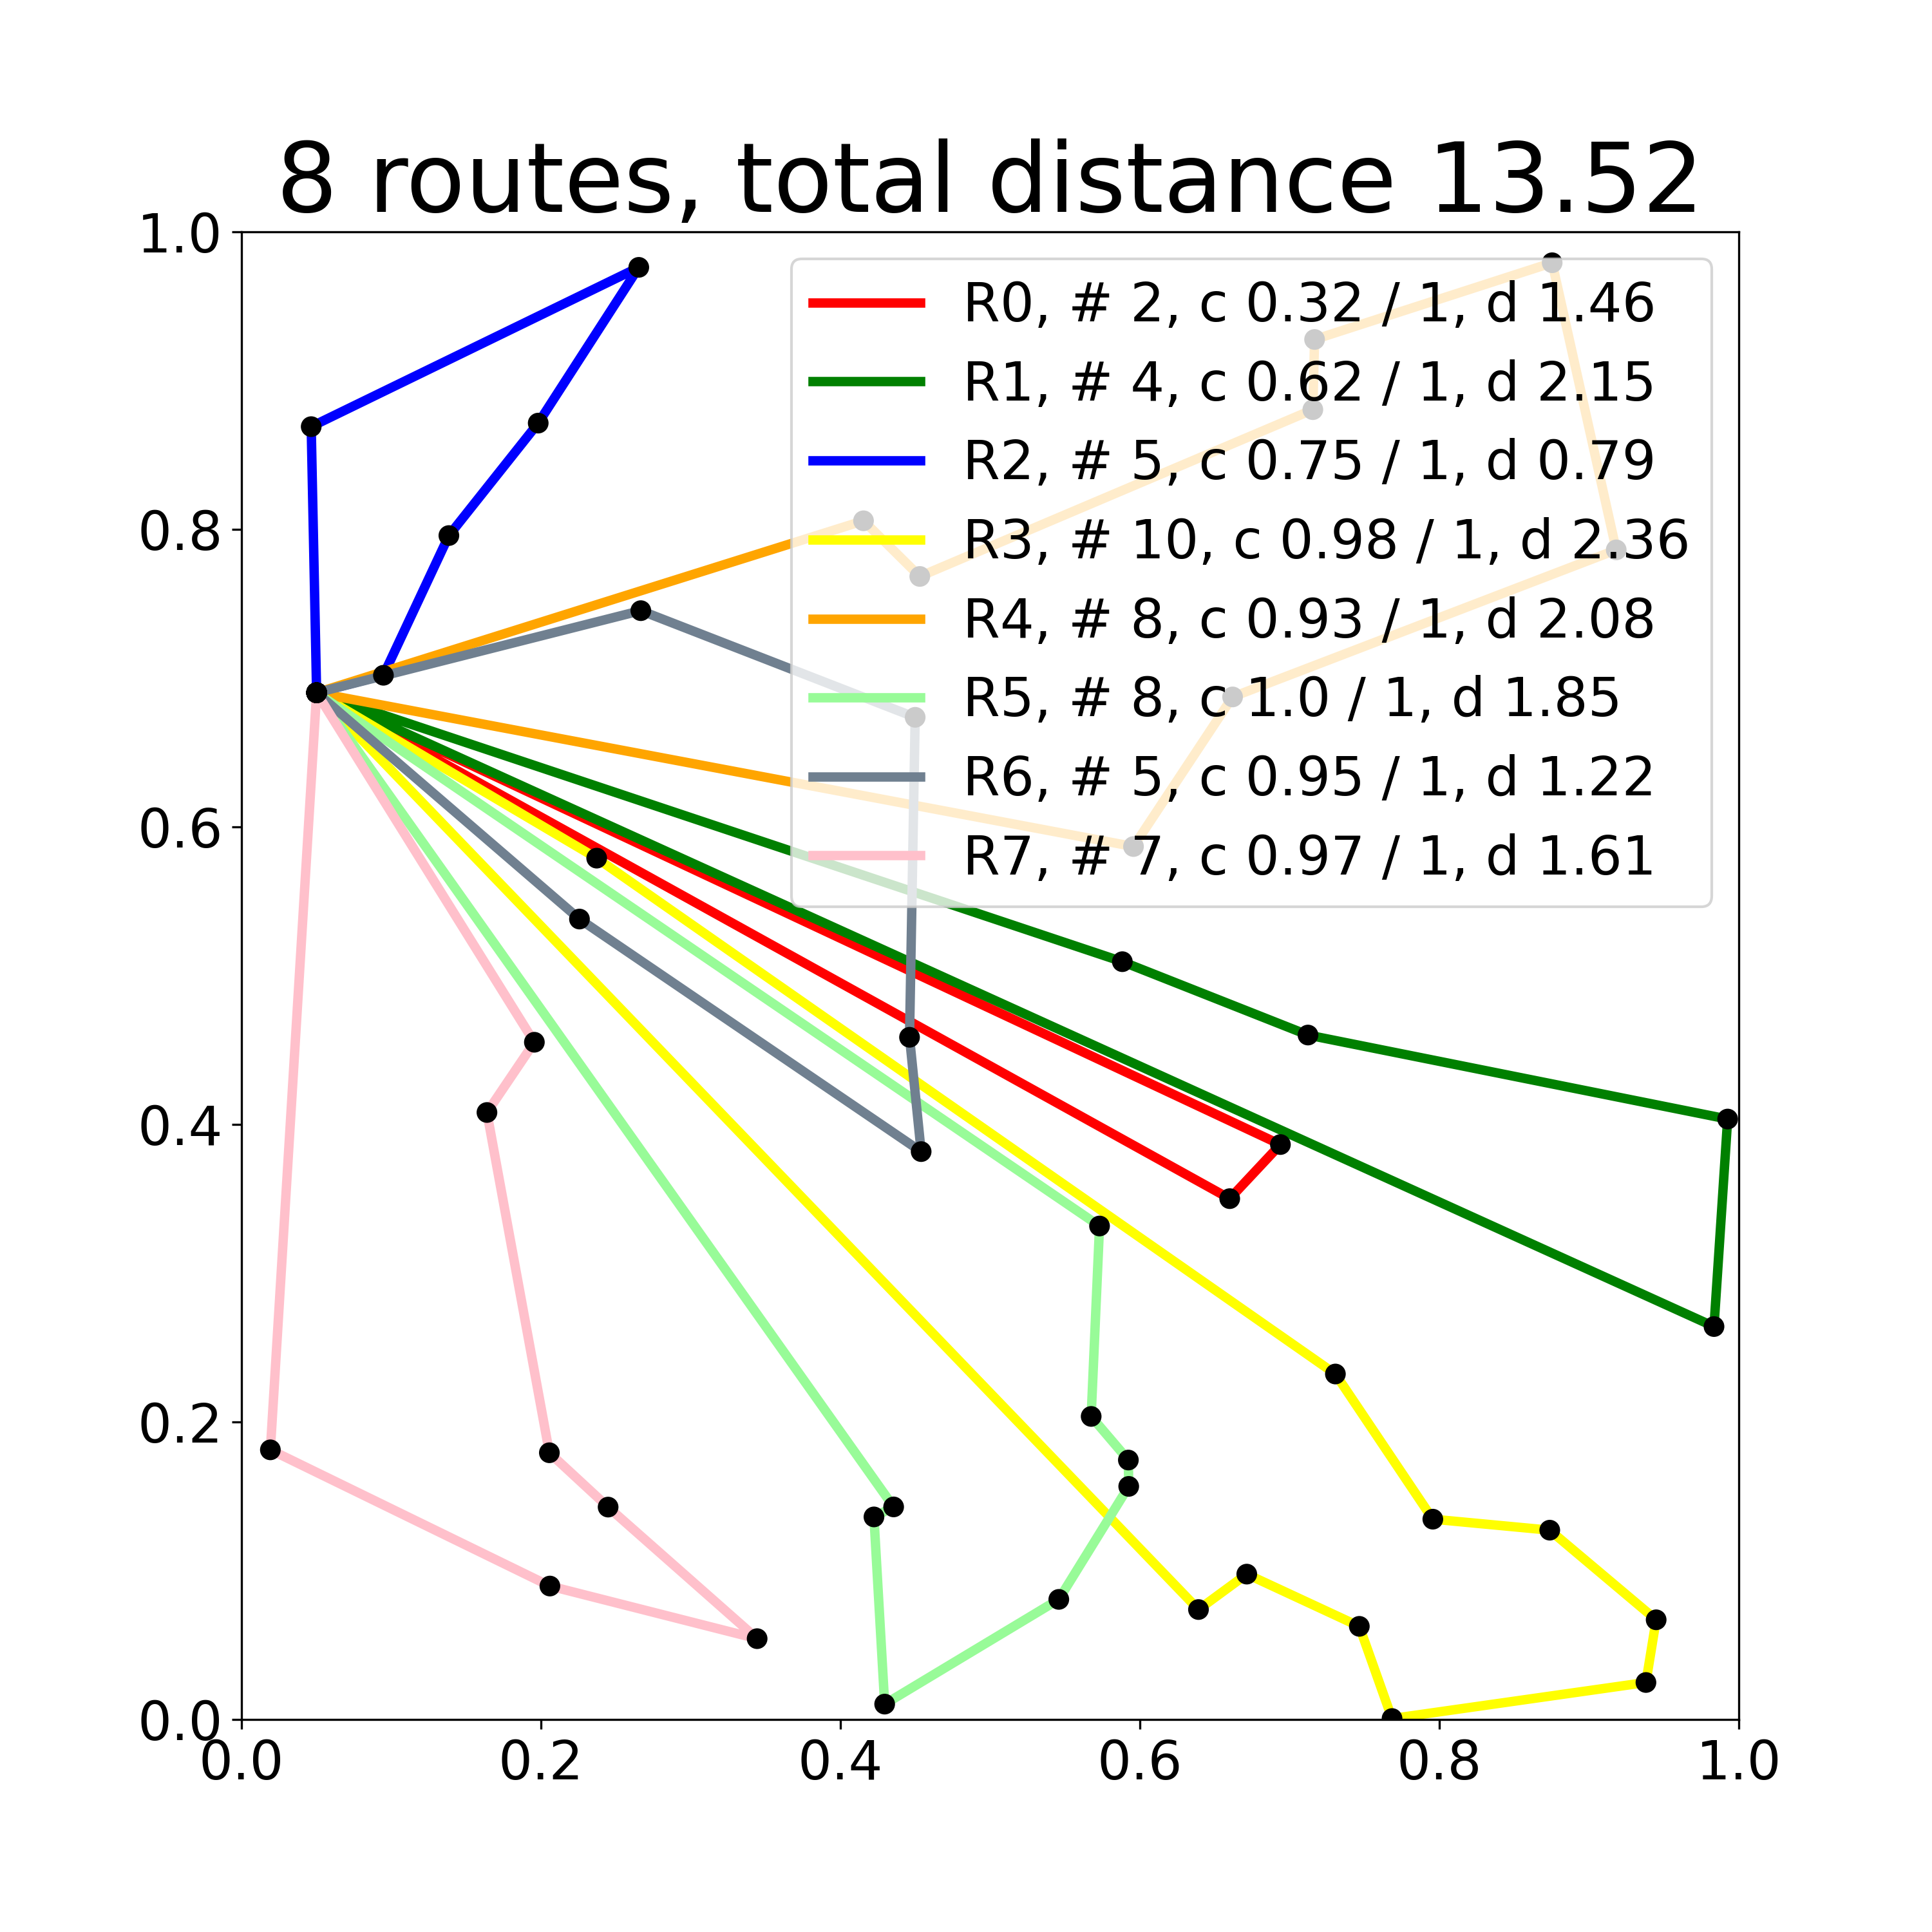 8 routes, total distance 13.52
1.0
0.8
0.6
0.4
0.2
0.0
R0, # 2, c 0.32 / 1, d 1.46
R1, # 4, c 0.62 / 1, d 2.15
R2, # 5, c 0.75 / 1, d 0.79
R3, # 10, c 0.98 / 1, d 2.36
R4, # 8, c 0.93 / 1, d 2.08
R5, # 8, c 1.0 / 1, d 1.85
R6, # 5, c 0.95 / 1, d 1.22
R7, # 7, c 0.97 / 1, d 1.61
0.0 0.2 0.4 0.6 0.8 1.0